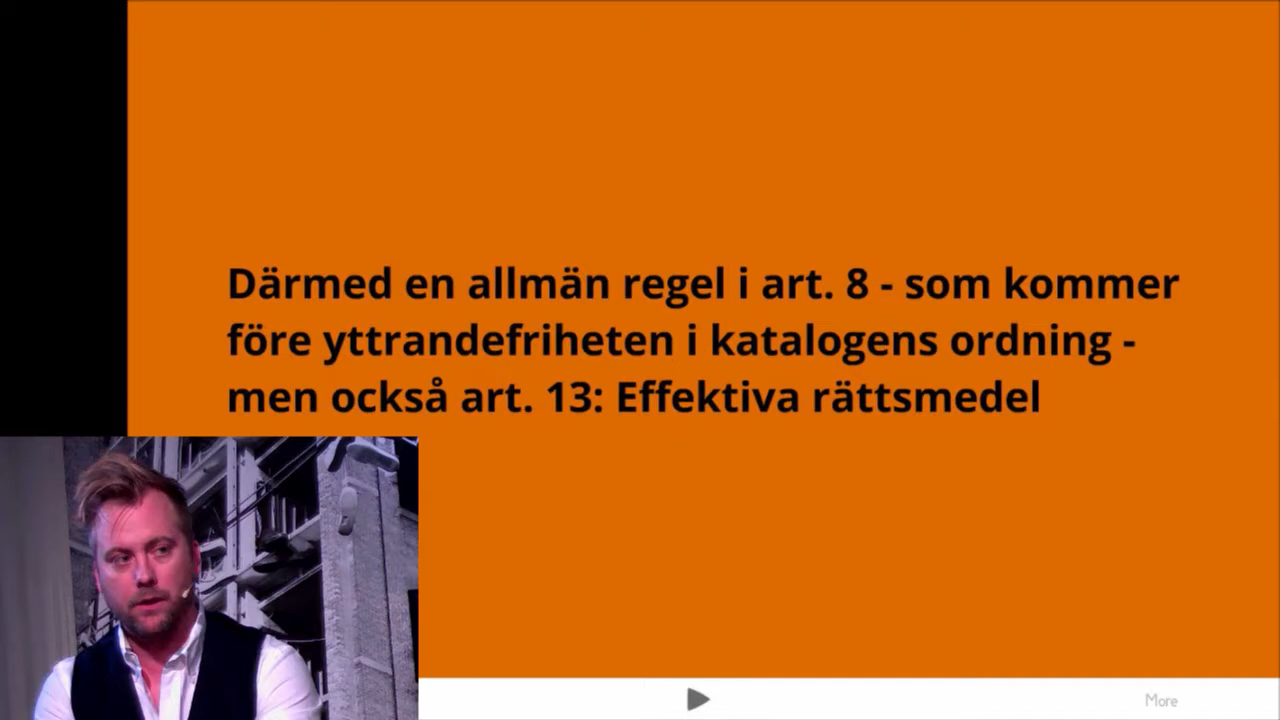 Därmed en allmän regel i art. 8 - som kommer
före yttrandefriheten i katalogens ordning -
men också art. 13: Effektiva rättsmedel
More